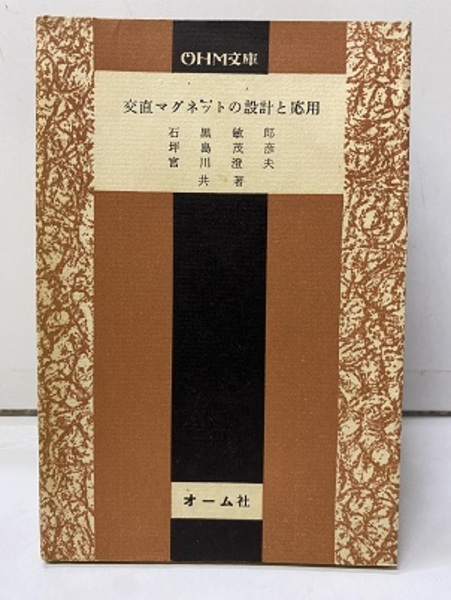 OHM文庫
交直マグネットの設計と応用
石黒敏郎
坪島茂彦
宮川澄夫
共著
オーム社